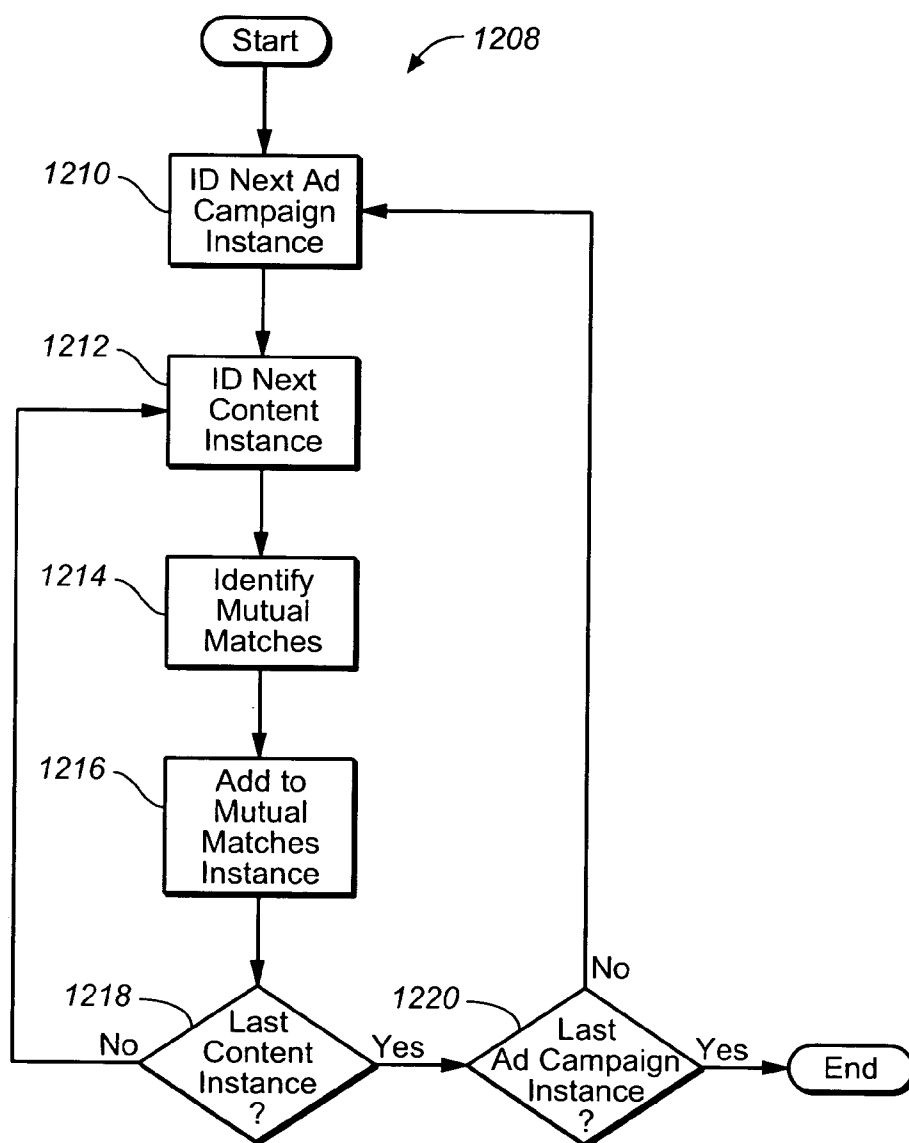 Start
1208
1210
ID Next Ad
Campaign
Instance
1212
ID Next
Content
Instance
1214
Identify
Mutual
Matches
1216
Add to
Mutual
Matches
Instance
1218
Last
Content
Instance
?
No
Yes
1220
Last
Ad Campaign
Instance
?
No
Yes
End